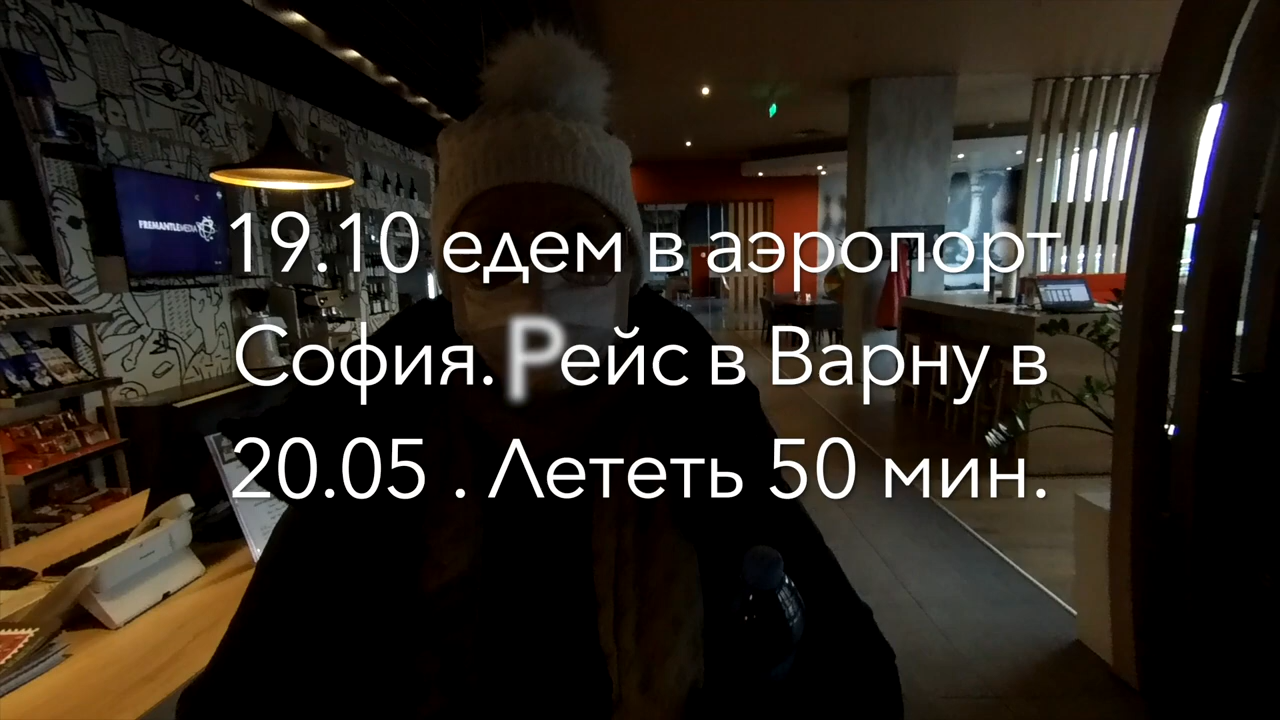 FREMANTLEMEDIA
19.10 едем в аэропорт
София. Рейс в Варну в
20.05 . Лететь 50 мин.